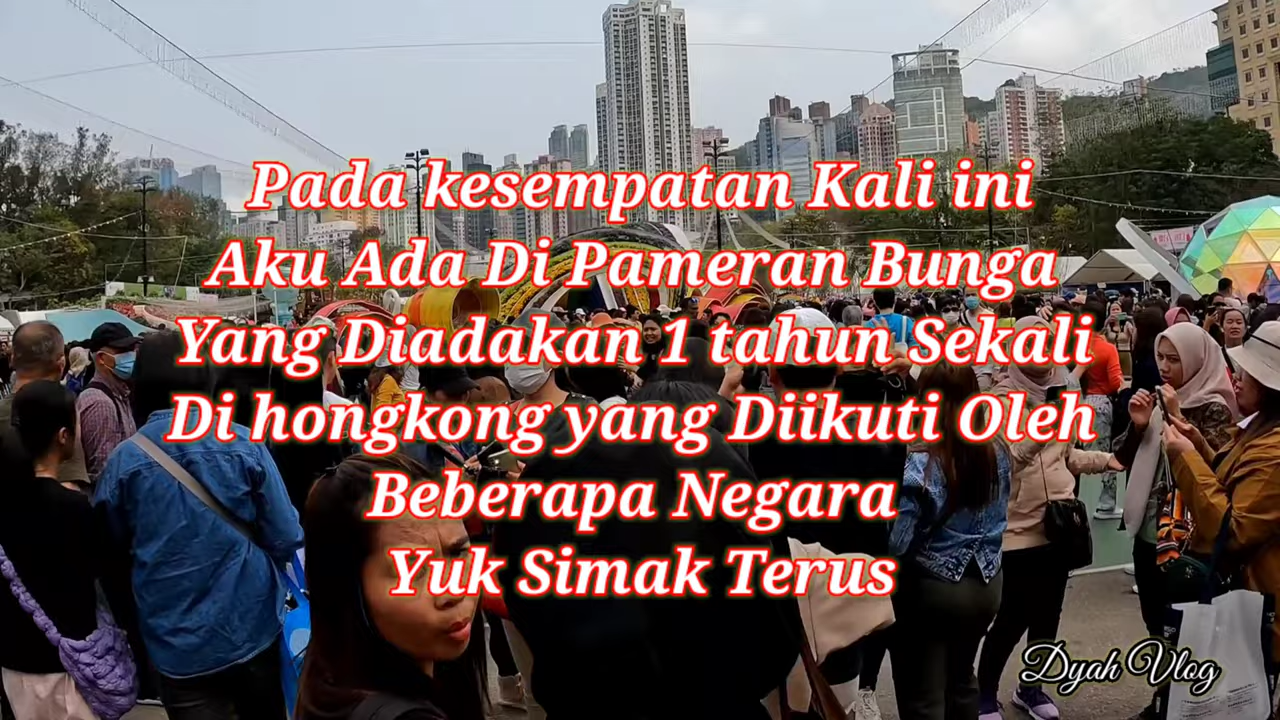 Pada kesempatan Kali ini
Aku Ada Di Pameran Bunga
Yang Diadakan 1 tahun Sekali
Di hongkong yang Diikuti Oleh
Beberapa Negara
Yuk Simak Terus
Dyah Vlog